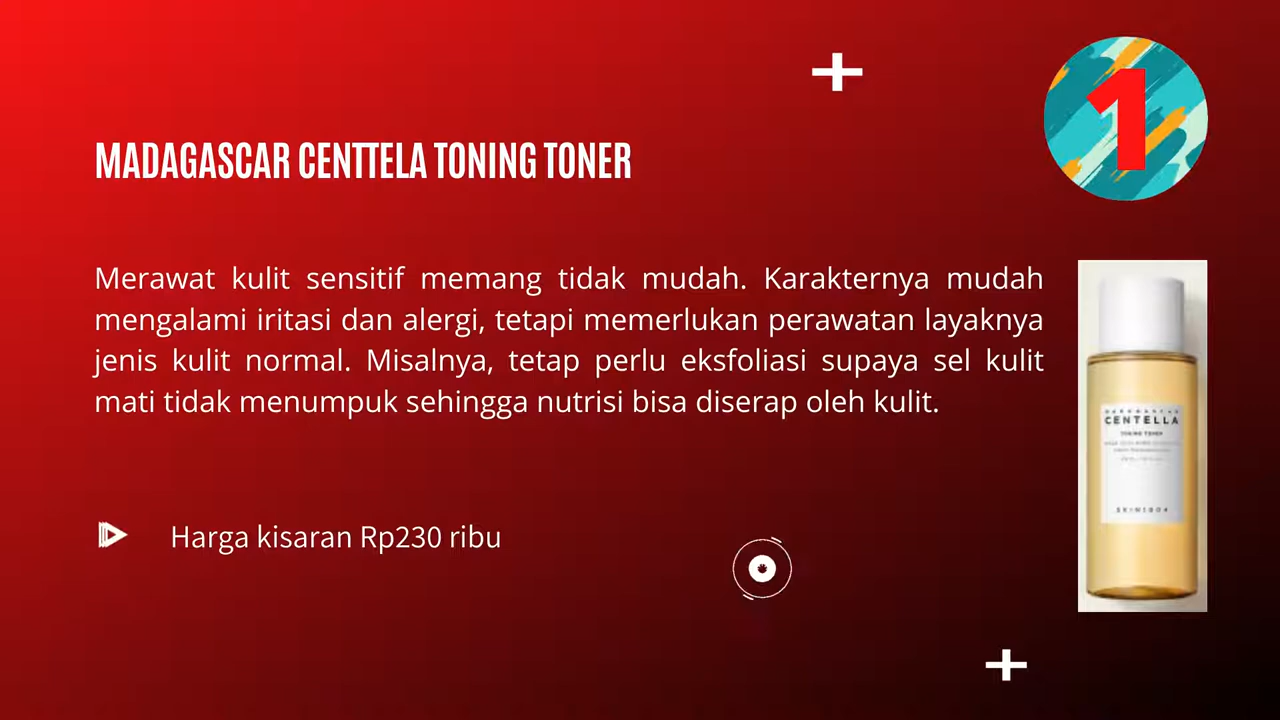 1
MADAGASCAR CENTTELA TONING TONER
Merawat kulit sensitif memang tidak mudah. Karakternya mudah
mengalami iritasi dan alergi, tetapi memerlukan perawatan layaknya
jenis kulit normal. Misalnya, tetap perlu eksfoliasi supaya sel kulit
mati tidak menumpuk sehingga nutrisi bisa diserap oleh kulit.
CENTELLA
TONING TONER
SKIN1004
Harga kisaran Rp230 ribu